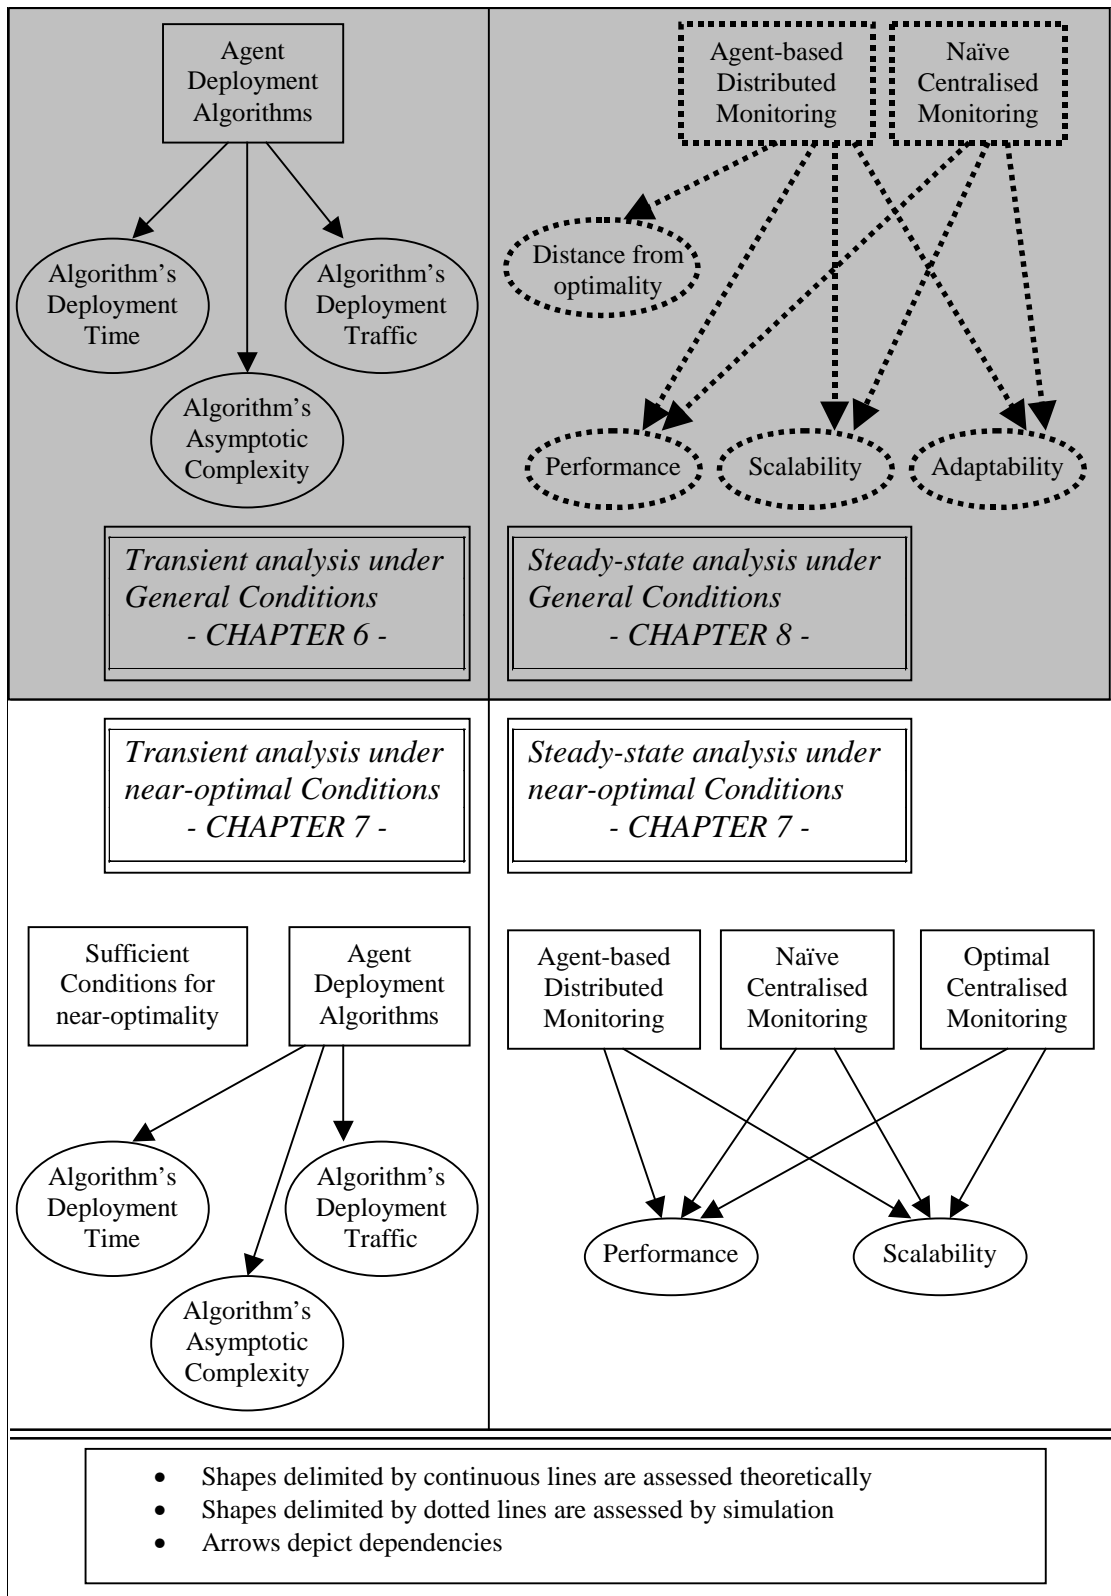 Agent
Deployment
Algorithms
Algorithm's
Deployment
Time
Algorithm's
Deployment
Traffic
Algorithm's
Asymptotic
Complexity
Transient analysis under
General Conditions
- CHAPTER 6 -
Agent-based
Distributed
Monitoring
Naïve
Centralised
Monitoring
Distance from
optimality
Performance
Scalability
Adaptability
Steady-state analysis under
General Conditions
- CHAPTER 8 -
Transient analysis under
near-optimal Conditions
- CHAPTER 7 -
Sufficient
Conditions for
near-optimality
Agent
Deployment
Algorithms
Algorithm's
Deployment
Time
Algorithm's
Deployment
Traffic
Algorithm's
Asymptotic
Complexity
Steady-state analysis under
near-optimal Conditions
- CHAPTER 7 -
Agent-based
Distributed
Monitoring
Naïve
Centralised
Monitoring
Optimal
Centralised
Monitoring
Performance
Scalability
• Shapes delimited by continuous lines are assessed theoretically
• Shapes delimited by dotted lines are assessed by simulation
• Arrows depict dependencies